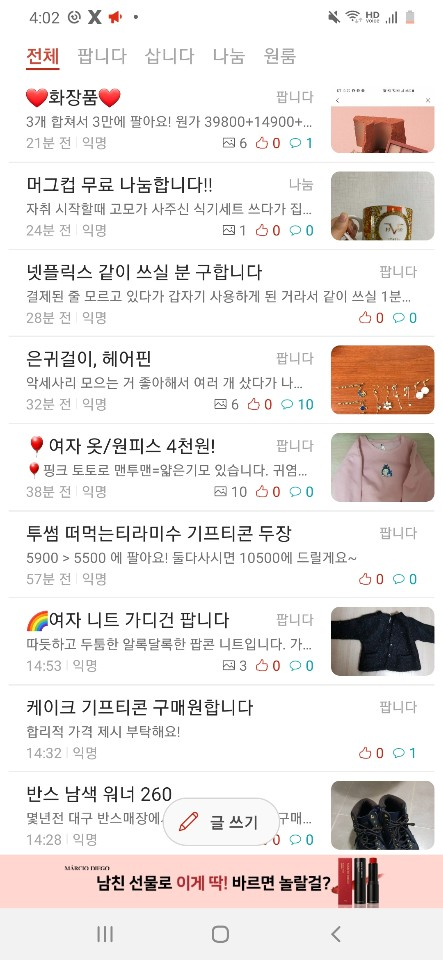 4:02
HD
voice
전체 팝니다 삽니다 나눔 원룸
❤화장품❤ 팝니다
3개 합쳐서 3만에 팔아요! 원가 39800+14900+...
21분 전 | 익명 6 0 1
머그컵 무료 나눔합니다!! 나눔
자취 시작할때 고모가 사주신 식기세트 쓰다가 집...
24분 전 | 익명 1 0 0
넷플릭스 같이 쓰실 분 구합니다 팝니다
결제된 줄 모르고 있다가 갑자기 사용하게 된 거라서 같이 쓰실 1분...
28분 전 | 익명 0 0
은귀걸이, 헤어핀 팝니다
악세사리 모으는 거 좋아해서 여러 개 샀다가 나...
32분 전 | 익명 6 0 10
🎈여자 옷/원피스 4천원! 팝니다
🎈핑크 토토로 맨투맨=얇은기모 있습니다. 귀염...
38분 전 | 익명 10 0 0
투썸 떠먹는티라미수 기프티콘 두장 팝니다
5900 > 5500 에 팔아요! 둘다사시면 10500에 드릴게요~
57분 전 | 익명 0 0
🌈여자 니트 가디건 팝니다 팝니다
따듯하고 두툼한 알록달록한 팝콘 니트입니다. 가...
14:53 | 익명 3 0 0
케이크 기프티콘 구매원합니다 팝니다
합리적 가격 제시 부탁해요!
14:32 | 익명 0 1
반스 남색 워너 260
몇년전 대구 반스매장에 구매...
글 쓰기
14:28 | 익명 0 0
MÁRCIO DIEGO
남친 선물로 이게 딱! 바르면 놀랄걸?